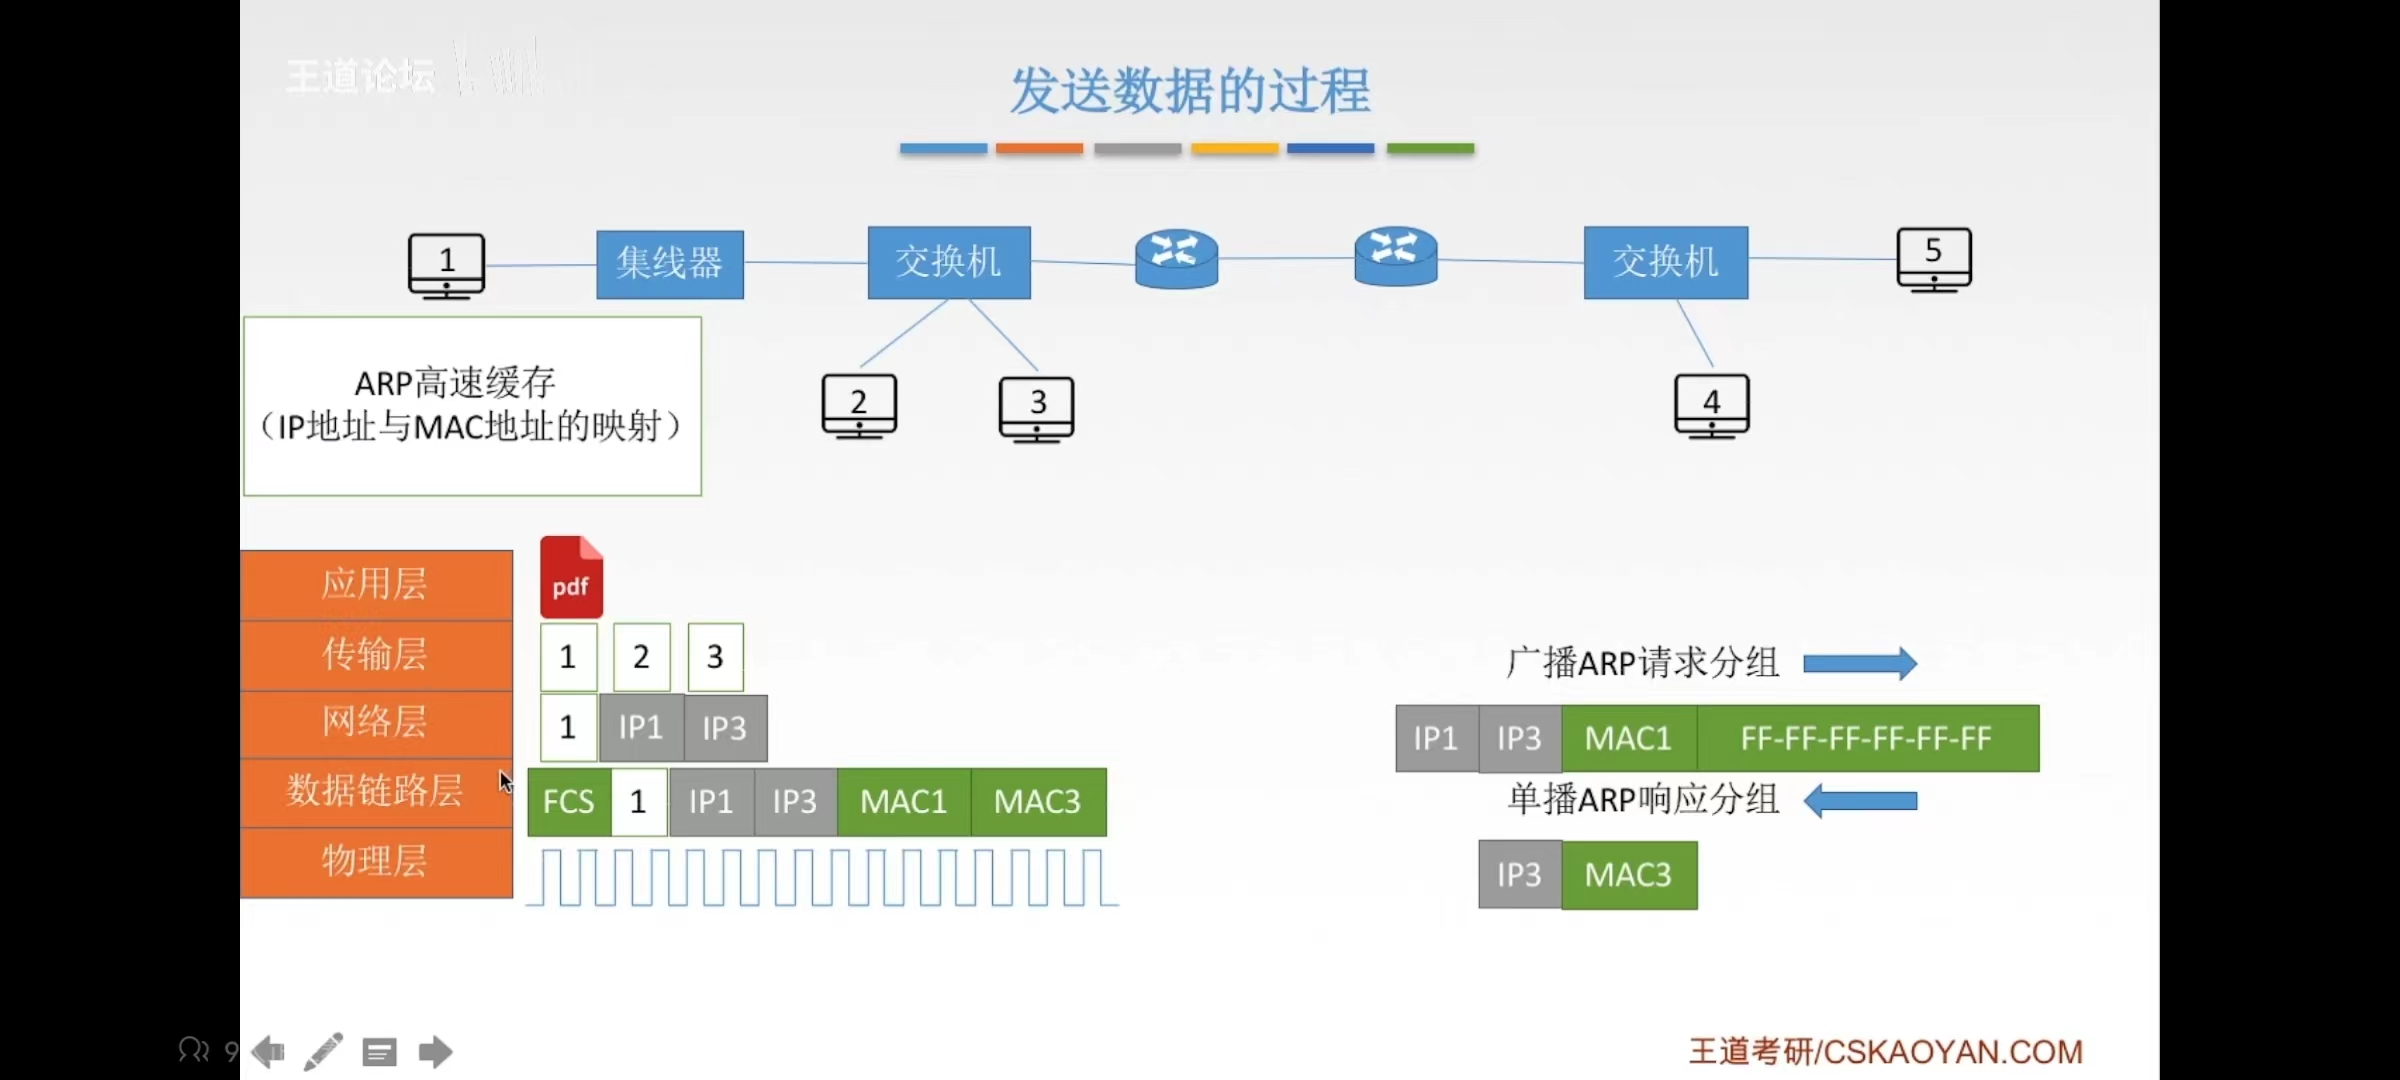 王道论坛
发送数据的过程
1
集线器
交换机
交换机
5
2
3
4
ARP高速缓存
（IP地址与MAC地址的映射）
应用层
pdf
传输层
1 2 3
网络层
1 IP1 IP3
数据链路层
FCS 1 IP1 IP3 MAC1 MAC3
物理层
广播ARP请求分组
IP1 IP3 MAC1 FF-FF-FF-FF-FF-FF
单播ARP响应分组
IP3 MAC3
9
王道考研/CSKAOYAN.COM